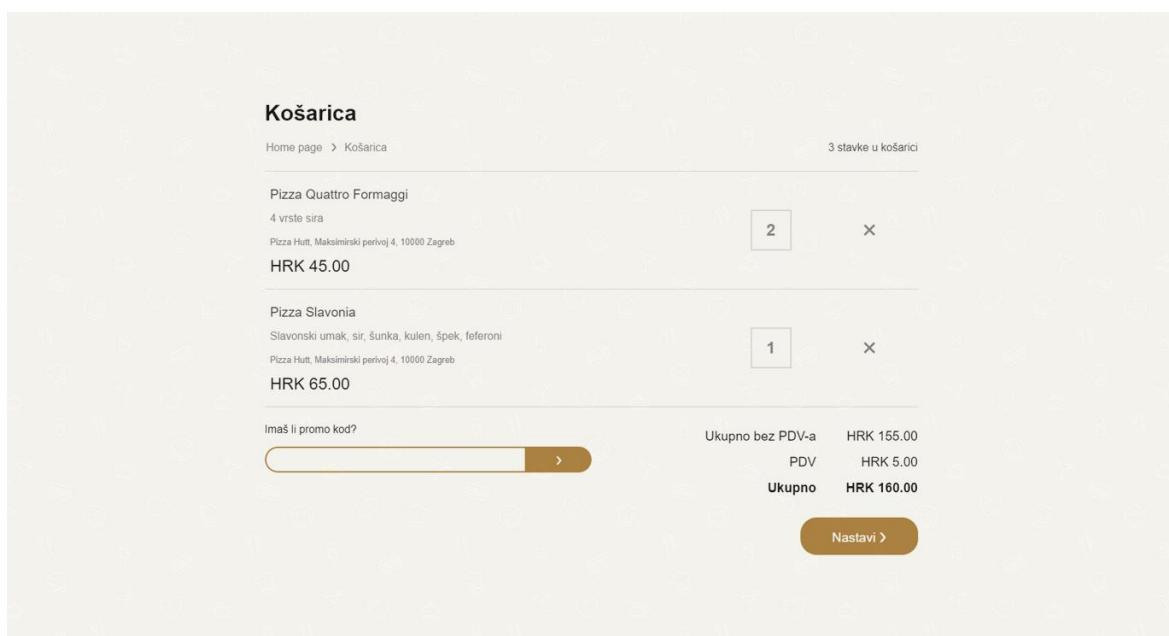 Košarica
Home page > Košarica
3 stavke u košarici
Pizza Quattro Formaggi
4 vrste sira
Pizza Hutt, Maksimirski perivoj 4, 10000 Zagreb
HRK 45.00
2 ×
Pizza Slavonia
Slavonski umak, sir, šunka, kulen, špek, feferoni
Pizza Hutt, Maksimirski perivoj 4, 10000 Zagreb
HRK 65.00
1 ×
Imaš li promo kod?
Ukupno bez PDV-a HRK 155.00
PDV HRK 5.00
Ukupno HRK 160.00
Nastavi >